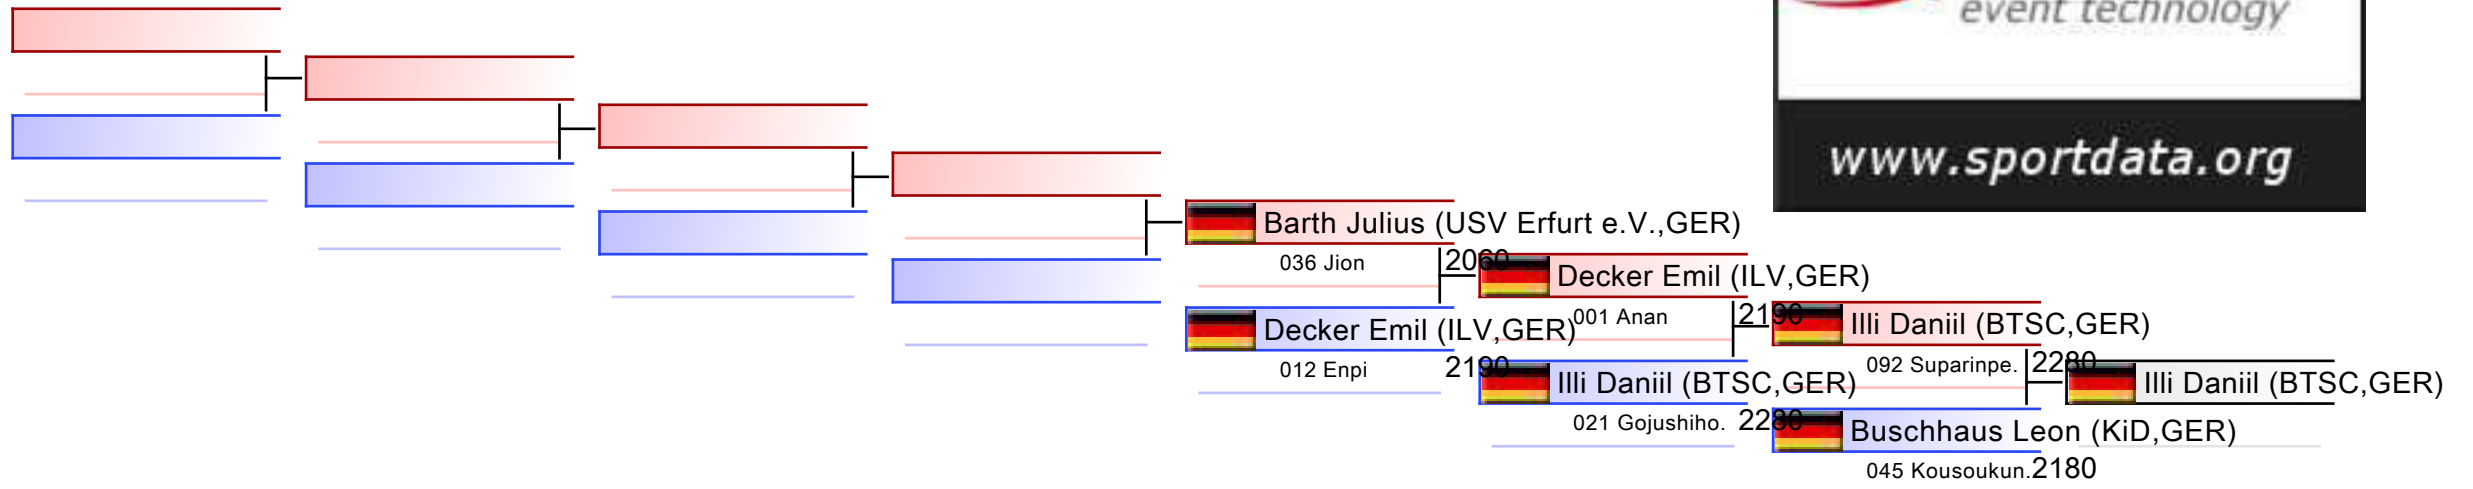 event technology
www.sportdata.org
Barth Julius (USV Erfurt e.V.,GER)
036 Jion
2060
Decker Emil (ILV,GER)
012 Enpi
2190
Decker Emil (ILV,GER)
001 Anan
2190
Illi Daniil (BTSC,GER)
021 Gojushiho.
2280
Illi Daniil (BTSC,GER)
092 Suparinpe.
2280
Buschhaus Leon (KiD,GER)
045 Kousoukun.
2180
Illi Daniil (BTSC,GER)